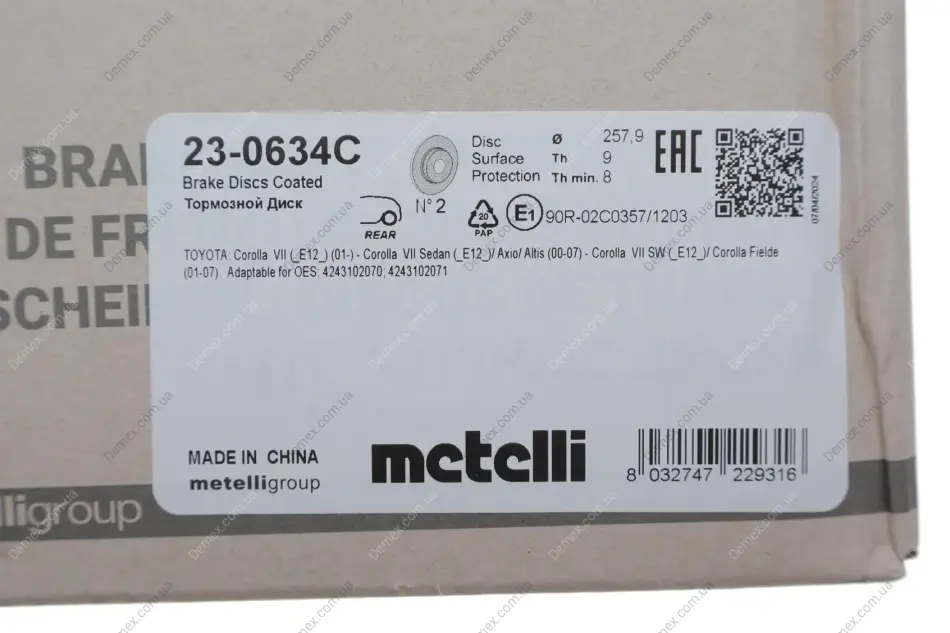 BRA
DE FR
SCHEI
23-0634C
Brake Discs Coated
Тормозной Диск
REAR
N° 2
Disc Ø 257,9
Surface Th 9
Protection Th min. 8
EAC
07/04/2024
20
PAP
E1 90R-02C0357/1203
TOYOTA: Corolla VII (_E12_) (01-) - Corolla VII Sedan (_E12_)/ Axio/ Altis (00-07) - Corolla VII SW (_E12_)/ Corolla Fielde
(01-07) Adaptable for OES: 4243102070; 4243102071
MADE IN CHINA
metelligroup
metelli
8 032747 229316
lligroup
Demex.com.ua